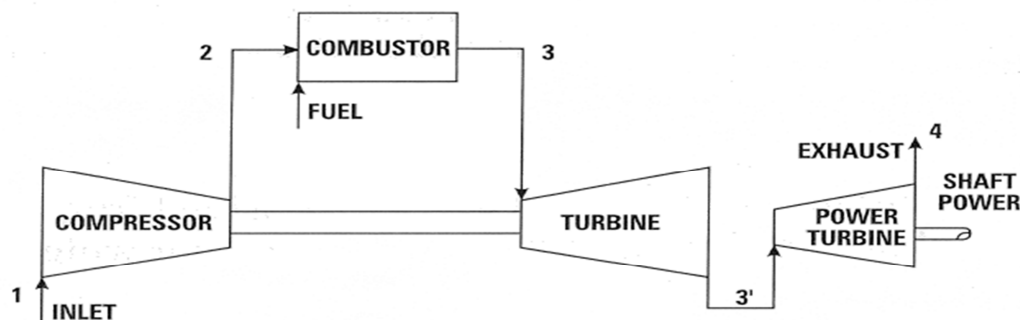 2
COMBUSTOR
3
FUEL
COMPRESSOR
TURBINE
EXHAUST
4
SHAFT
POWER
POWER
TURBINE
1
INLET
3'